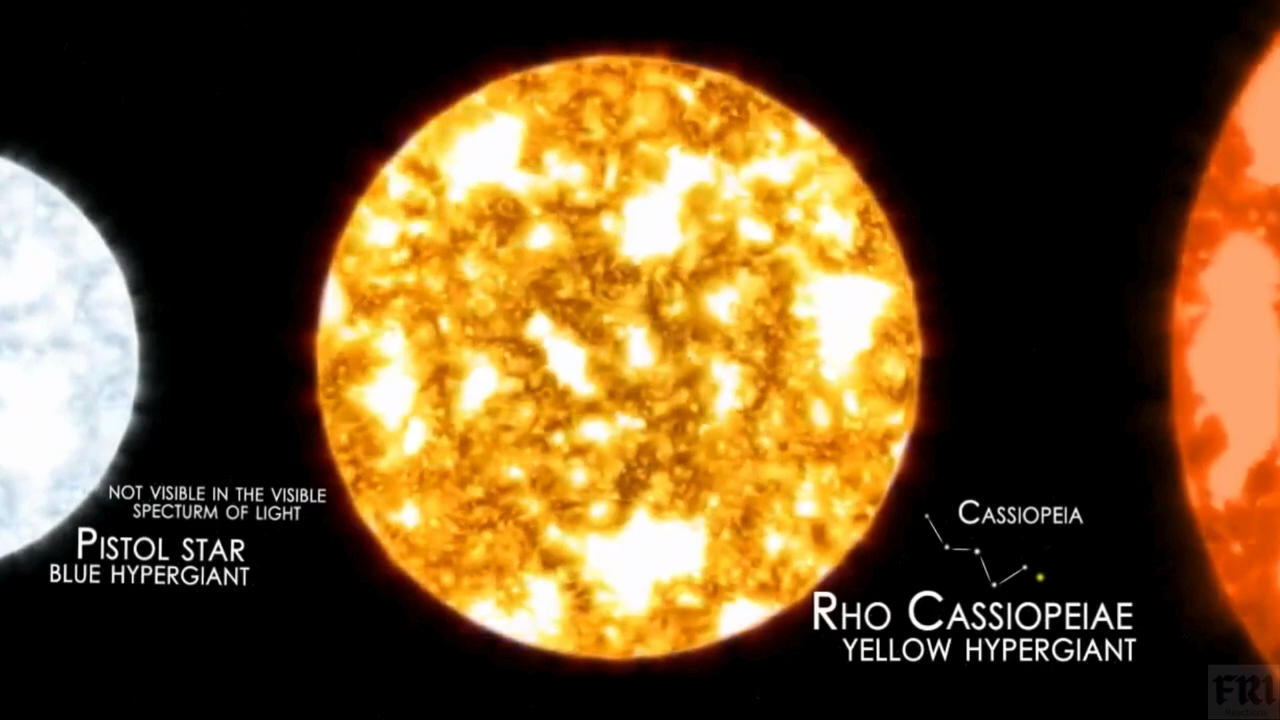 NOT VISIBLE IN THE VISIBLE
SPECTURM OF LIGHT
PISTOL STAR
BLUE HYPERGIANT
CASSIOPEIA
RHO CASSIOPEIAE
YELLOW HYPERGIANT